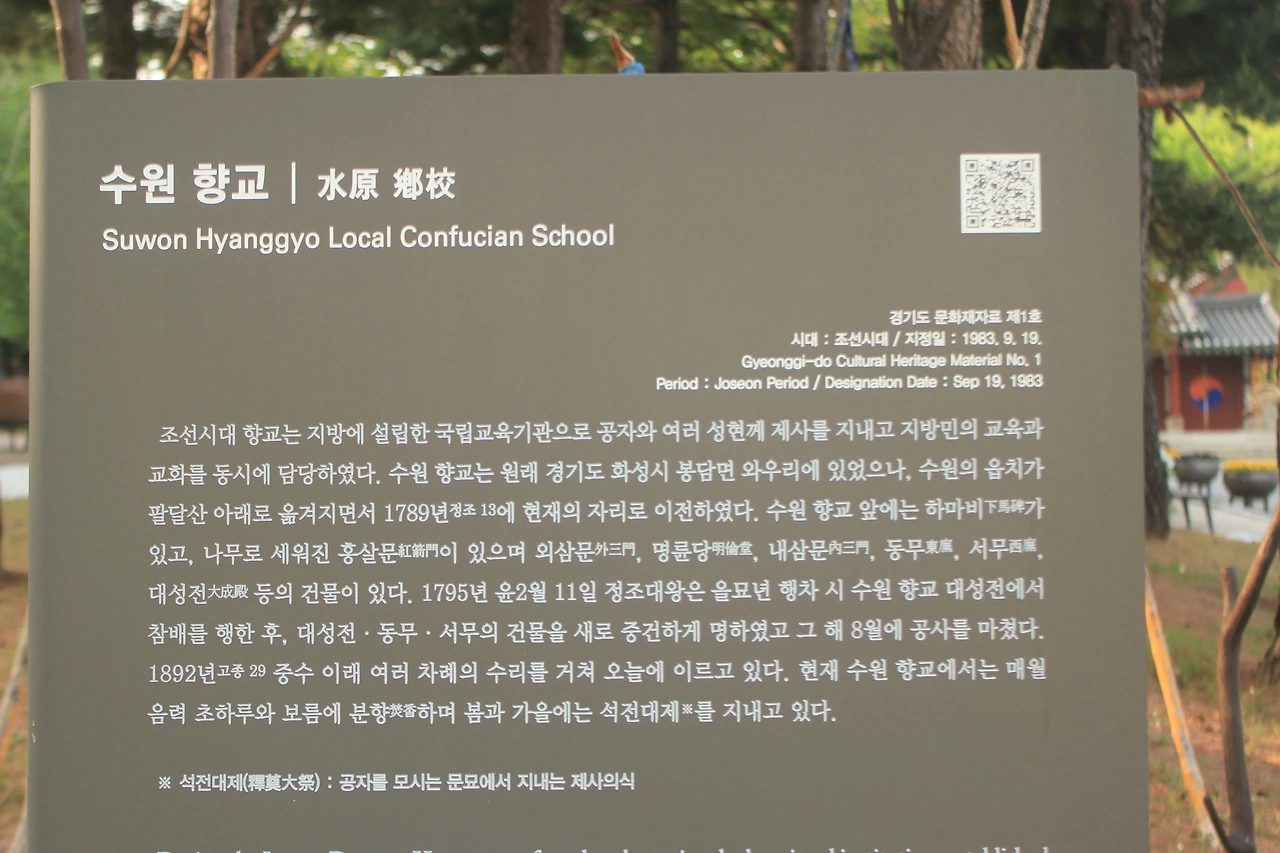 수원 향교 | 水原 鄕校
Suwon Hyanggyo Local Confucian School
경기도 문화재자료 제1호
시대 : 조선시대 / 지정일 : 1983. 9. 19.
Gyeonggi-do Cultural Heritage Material No. 1
Period : Joseon Period / Designation Date : Sep 19, 1983
조선시대 향교는 지방에 설립한 국립교육기관으로 공자와 여러 성현께 제사를 지내고 지방민의 교육과
교화를 동시에 담당하였다. 수원 향교는 원래 경기도 화성시 봉담면 와우리에 있었으나, 수원의 읍치가
팔달산 아래로 옮겨지면서 1789년정조 13에 현재의 자리로 이전하였다. 수원 향교 앞에는 하마비下馬碑가
있고, 나무로 세워진 홍살문紅箭門이 있으며 외삼문外三門, 명륜당明倫堂, 내삼문內三門, 동무東廡, 서무西廡,
대성전大成殿 등의 건물이 있다. 1795년 윤2월 11일 정조대왕은 을묘년 행차 시 수원 향교 대성전에서
참배를 행한 후, 대성전 · 동무 · 서무의 건물을 새로 중건하게 명하였고 그 해 8월에 공사를 마쳤다.
1892년고종 29 중수 이래 여러 차례의 수리를 거쳐 오늘에 이르고 있다. 현재 수원 향교에서는 매월
음력 초하루와 보름에 분향焚香하며 봄과 가을에는 석전대제※를 지내고 있다.
※ 석전대제(釋奠大祭) : 공자를 모시는 문묘에서 지내는 제사의식